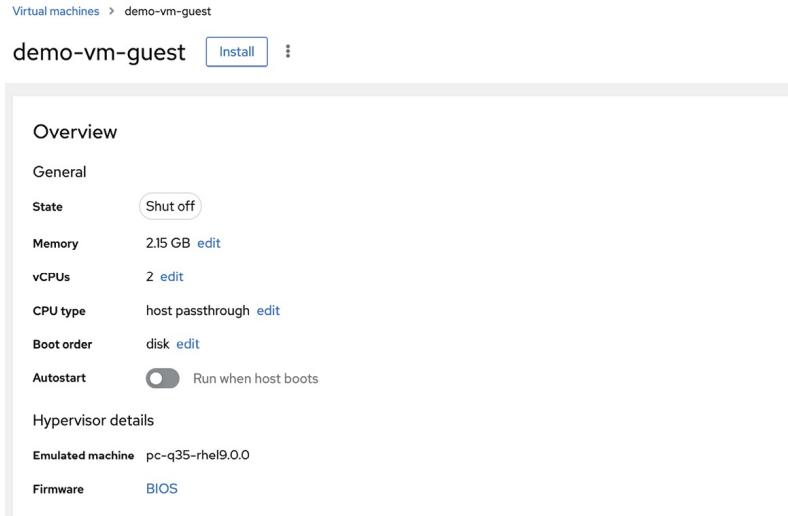 Virtual machines > demo-vm-guest
demo-vm-guest Install
Overview
General
State Shut off
Memory 2.15 GB edit
vCPUs 2 edit
CPU type host passthrough edit
Boot order disk edit
Autostart Run when host boots
Hypervisor details
Emulated machine pc-q35-rhel9.0.0
Firmware BIOS